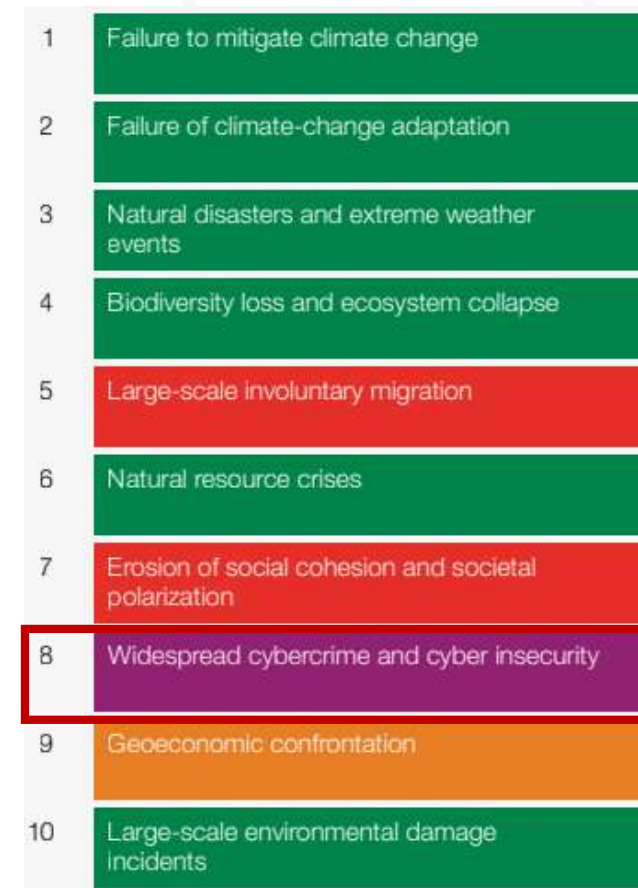 1 Failure to mitigate climate change
2 Failure of climate-change adaptation
3 Natural disasters and extreme weather
events
4 Biodiversity loss and ecosystem collapse
5 Large-scale involuntary migration
6 Natural resource crises
7 Erosion of social cohesion and societal
polarization
8 Widespread cybercrime and cyber insecurity
9 Geoeconomic confrontation
10 Large-scale environmental damage
incidents